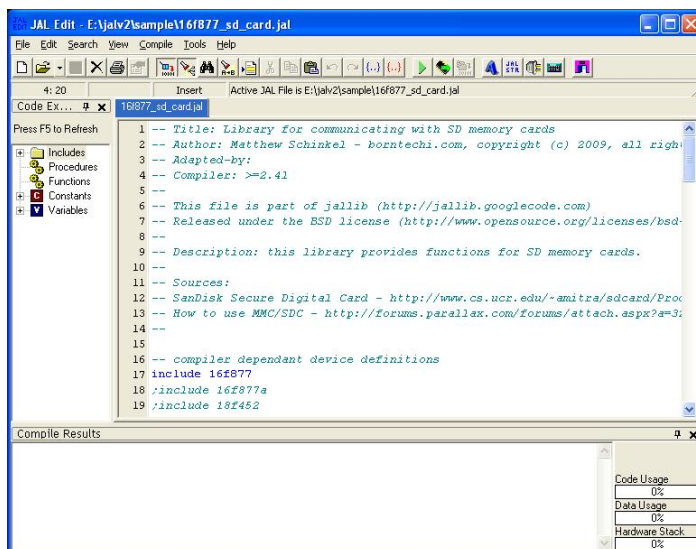 JAL Edit - E:\jalv2\sample\16f877_sd_card.jal
File Edit Search View Compile Tools Help
4: 20 Insert Active JAL File is E:\jalv2\sample\16f877_sd_card.jal
Code Ex...
16f877_sd_card.jal
Press F5 to Refresh
Includes
Procedures
Functions
Constants
Variables
1 -- Title: Library for communicating with SD memory cards
2 -- Author: Matthew Schinkel - borntechi.com, copyright (c) 2009, all righ
3 -- Adapted-by:
4 -- Compiler: >=2.4l
5 --
6 -- This file is part of jallib (http://jallib.googlecode.com)
7 -- Released under the BSD license (http://www.opensource.org/licenses/bsd-
8 --
9 -- Description: this library provides functions for SD memory cards.
10 --
11 -- Sources:
12 -- SanDisk Secure Digital Card - http://www.cs.ucr.edu/~amitra/sdcard/Proc
13 -- How to use MMC/SDC - http://forums.parallax.com/forums/attach.aspx?a=32
14 --
15
16 -- compiler dependant device definitions
17 include 16f877
18 ;include 16f877a
19 ;include 18f452
Compile Results
Code Usage
0%
Data Usage
0%
Hardware Stack
0%